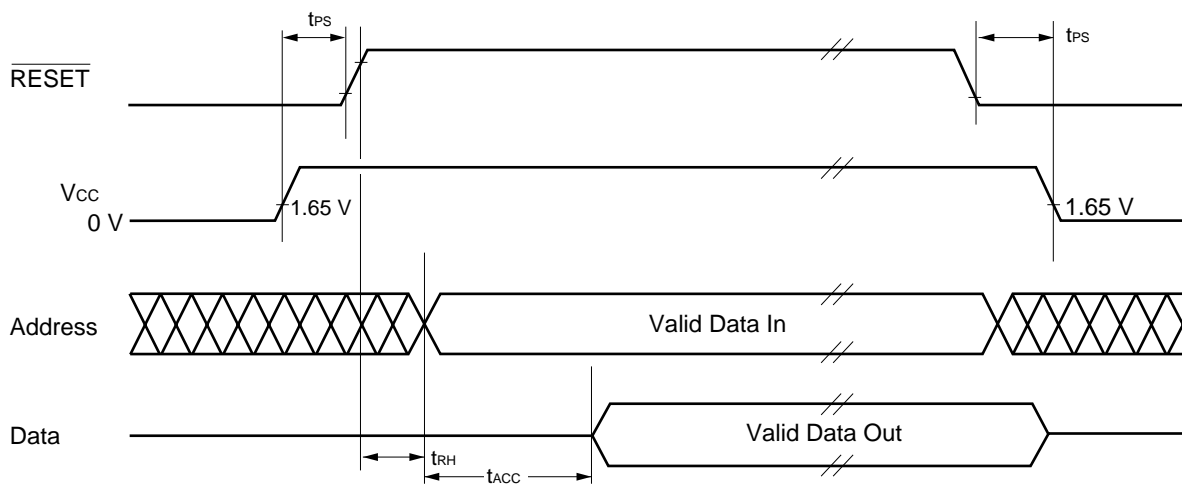 tPS
tPS
RESET
VCC
0 V
1.65 V
1.65 V
Address
Valid Data In
Data
Valid Data Out
tRH
tACC